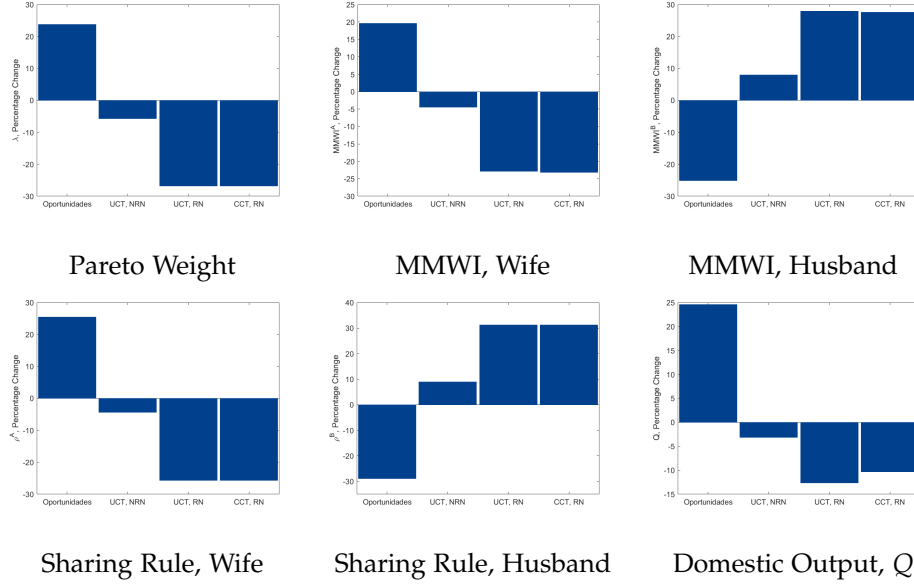 30
20
10
0
-10
-20
-30
λ, Percentage Change
Oportunidades UCT, NRN UCT, RN CCT, RN
Pareto Weight
25
20
15
10
5
0
-5
-10
-15
-20
-25
-30
MMWI^A, Percentage Change
Oportunidades UCT, NRN UCT, RN CCT, RN
MMWI, Wife
30
20
10
0
-10
-20
-30
MMWI^B, Percentage Change
Oportunidades UCT, NRN UCT, RN CCT, RN
MMWI, Husband
30
20
10
0
-10
-20
-30
ρ^A, Percentage Change
Oportunidades UCT, NRN UCT, RN CCT, RN
Sharing Rule, Wife
40
30
20
10
0
-10
-20
-30
ρ^B, Percentage Change
Oportunidades UCT, NRN UCT, RN CCT, RN
Sharing Rule, Husband
25
20
15
10
5
0
-5
-10
-15
Q, Percentage Change
Oportunidades UCT, NRN UCT, RN CCT, RN
Domestic Output, Q